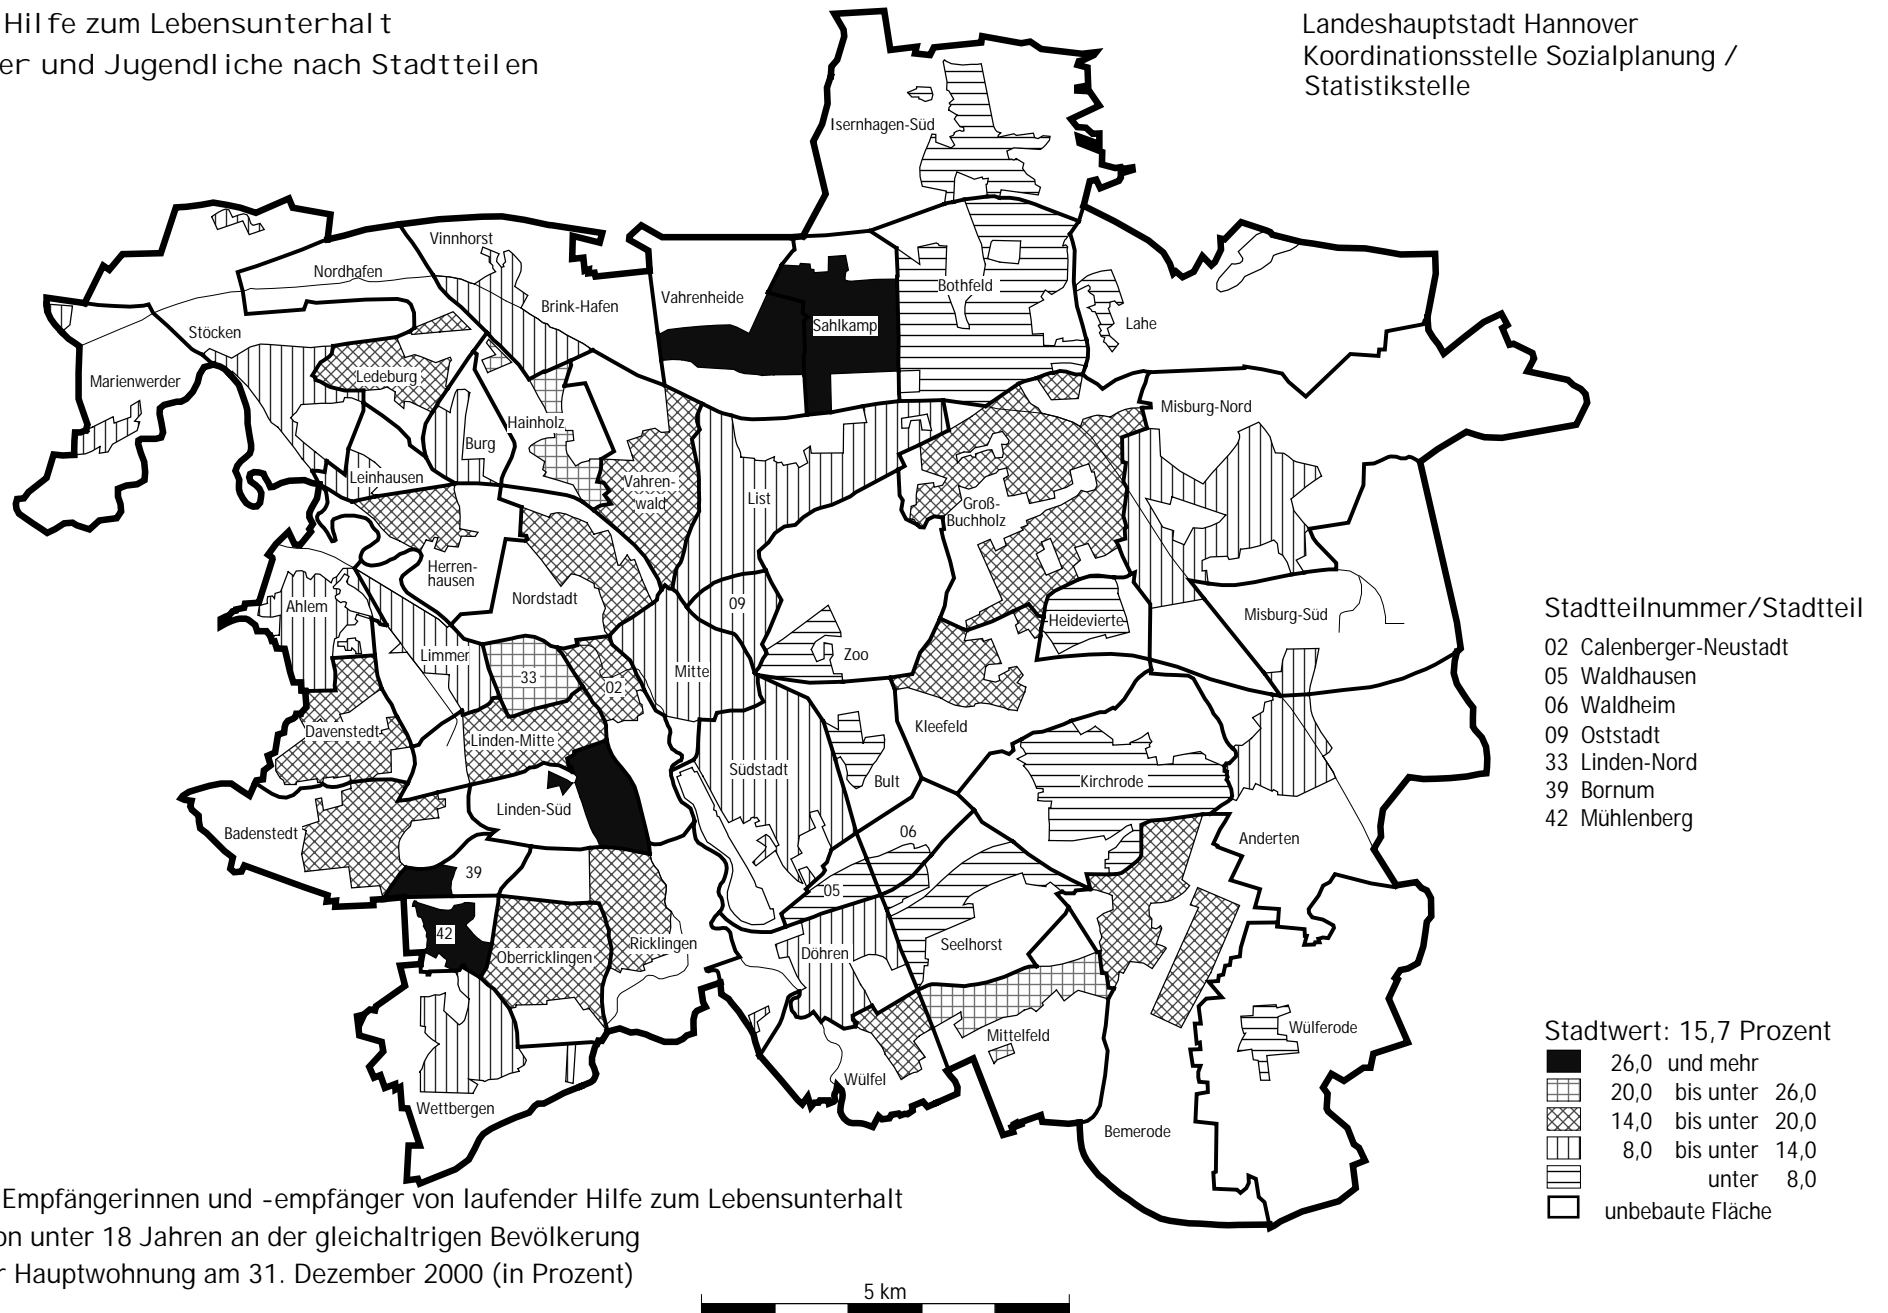 Hilfe zum Lebensunterhalt
er und Jugendliche nach Stadtteilen
Landeshauptstadt Hannover
Koordinationsstelle Sozialplanung /
Statistikstelle
Isernhagen-Süd
Vinnhorst
Nordhafen
Brink-Hafen
Vahrenheide
Bothfeld
Sahlkamp
Lahe
Stöcken
Marienwerder
Ledeburg
Misburg-Nord
Hainholz
Burg
Leinhausen
Vahren-
wald
List
Groß-
Buchholz
Herren-
hausen
Nordstadt
09
Ahlem
Heidevierte
Misburg-Süd
Limmer
Zoo
Mitte
33
02
Kleefeld
Davenstedt
Linden-Mitte
Südstadt
Bult
Kirchrode
Linden-Süd
Badenstedt
06
Anderten
39
05
42
Oberricklingen
Ricklingen
Döhren
Seelhorst
Mittelfeld
Wülferode
Wülfel
Wettbergen
Bemerode
Stadtteilnummer/Stadtteil
02 Calenberger-Neustadt
05 Waldhausen
06 Waldheim
09 Oststadt
33 Linden-Nord
39 Bornum
42 Mühlenberg
Stadtwert: 15,7 Prozent
26,0 und mehr
20,0 bis unter 26,0
14,0 bis unter 20,0
8,0 bis unter 14,0
unter 8,0
unbebaute Fläche
Empfängerinnen und -empfänger von laufender Hilfe zum Lebensunterhalt
on unter 18 Jahren an der gleichaltrigen Bevölkerung
r Hauptwohnung am 31. Dezember 2000 (in Prozent)
5 km